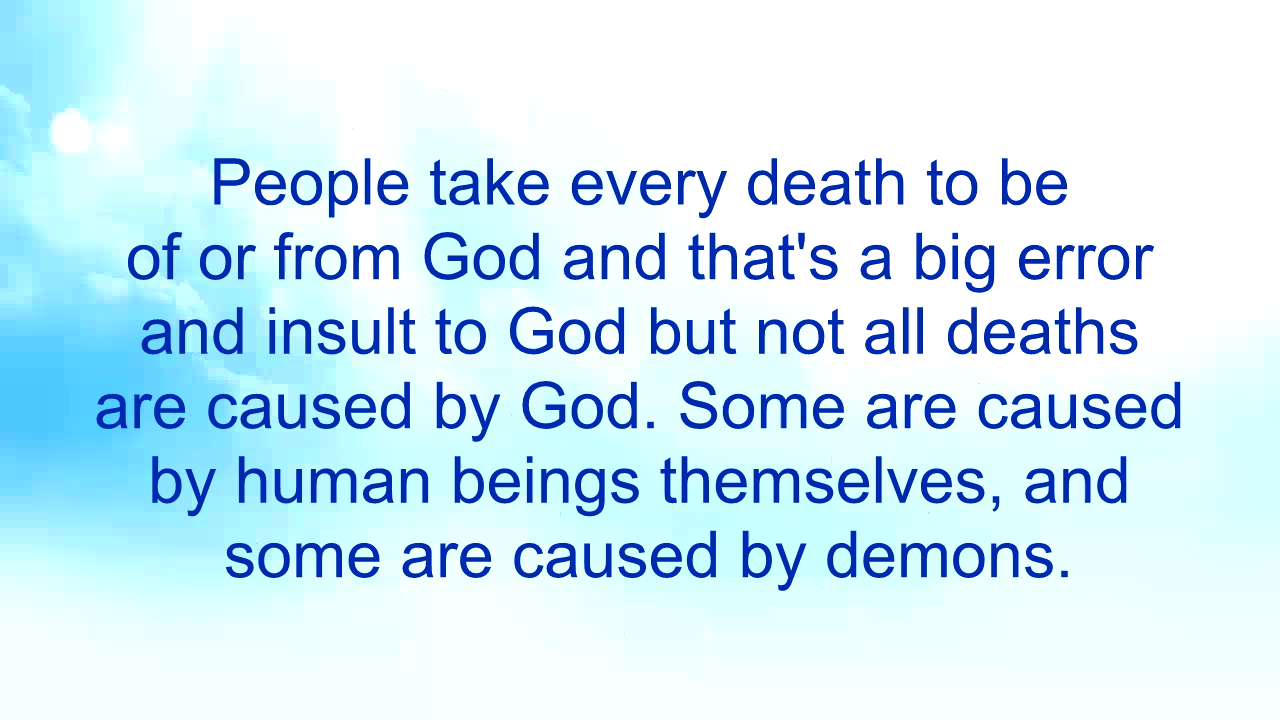 People take every death to be
of or from God and that's a big error
and insult to God but not all deaths
are caused by God. Some are caused
by human beings themselves, and
some are caused by demons.